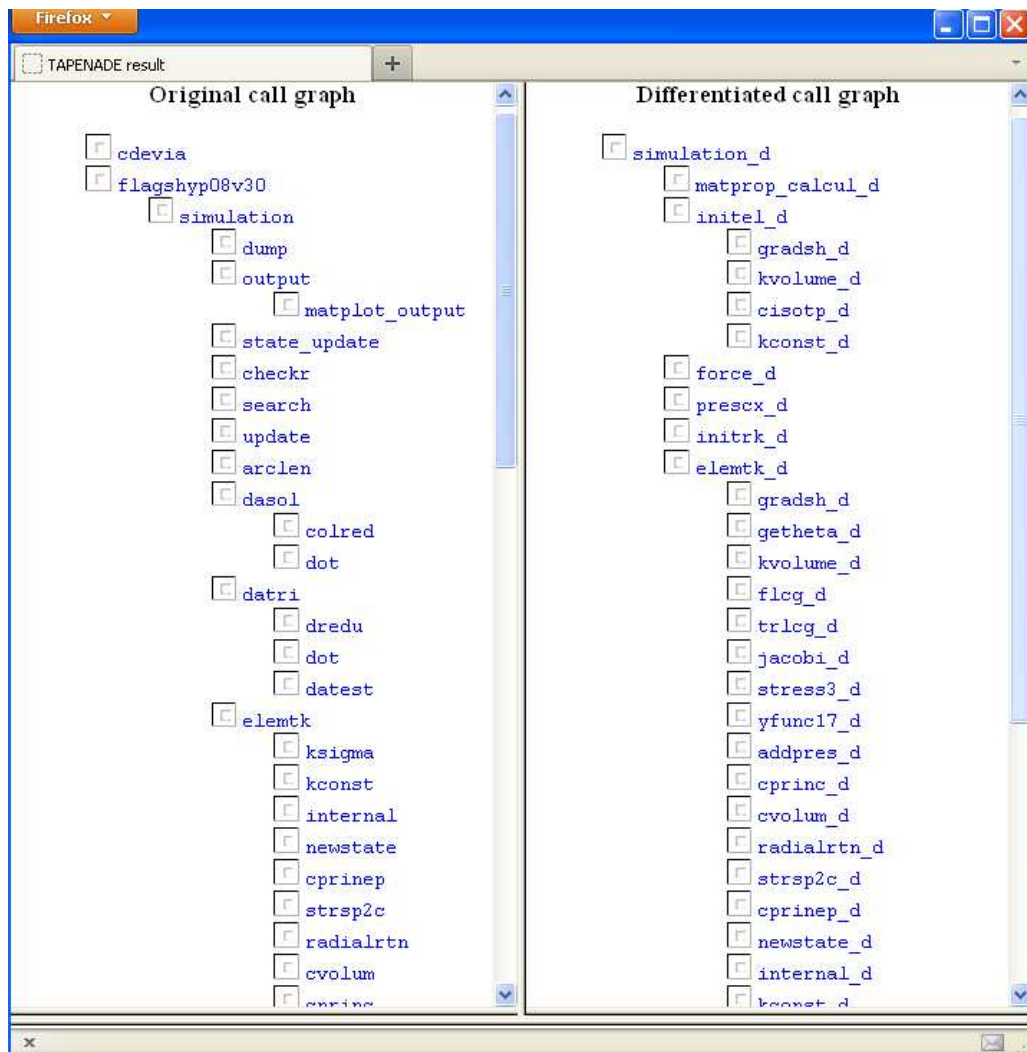 Firefox
TAPENADE result
Original call graph
cdevia
flagshyp08v30
simulation
dump
output
matplot_output
state_update
checkr
search
update
arclen
dasol
colred
dot
datri
dredu
dot
datest
elemtk
ksigma
kconst
internal
newstate
cprinep
strsp2c
radialrtn
cvolum
cprinc
Differentiated call graph
simulation_d
matprop_calcul_d
initel_d
gradsh_d
kvolume_d
cisotp_d
kconst_d
force_d
prescx_d
initrk_d
elemtk_d
gradsh_d
getheta_d
kvolume_d
flcg_d
trlcg_d
jacobi_d
stress3_d
yfunc17_d
addpres_d
cprinc_d
cvolum_d
radialrtn_d
strsp2c_d
cprinep_d
newstate_d
internal_d
kconst_d